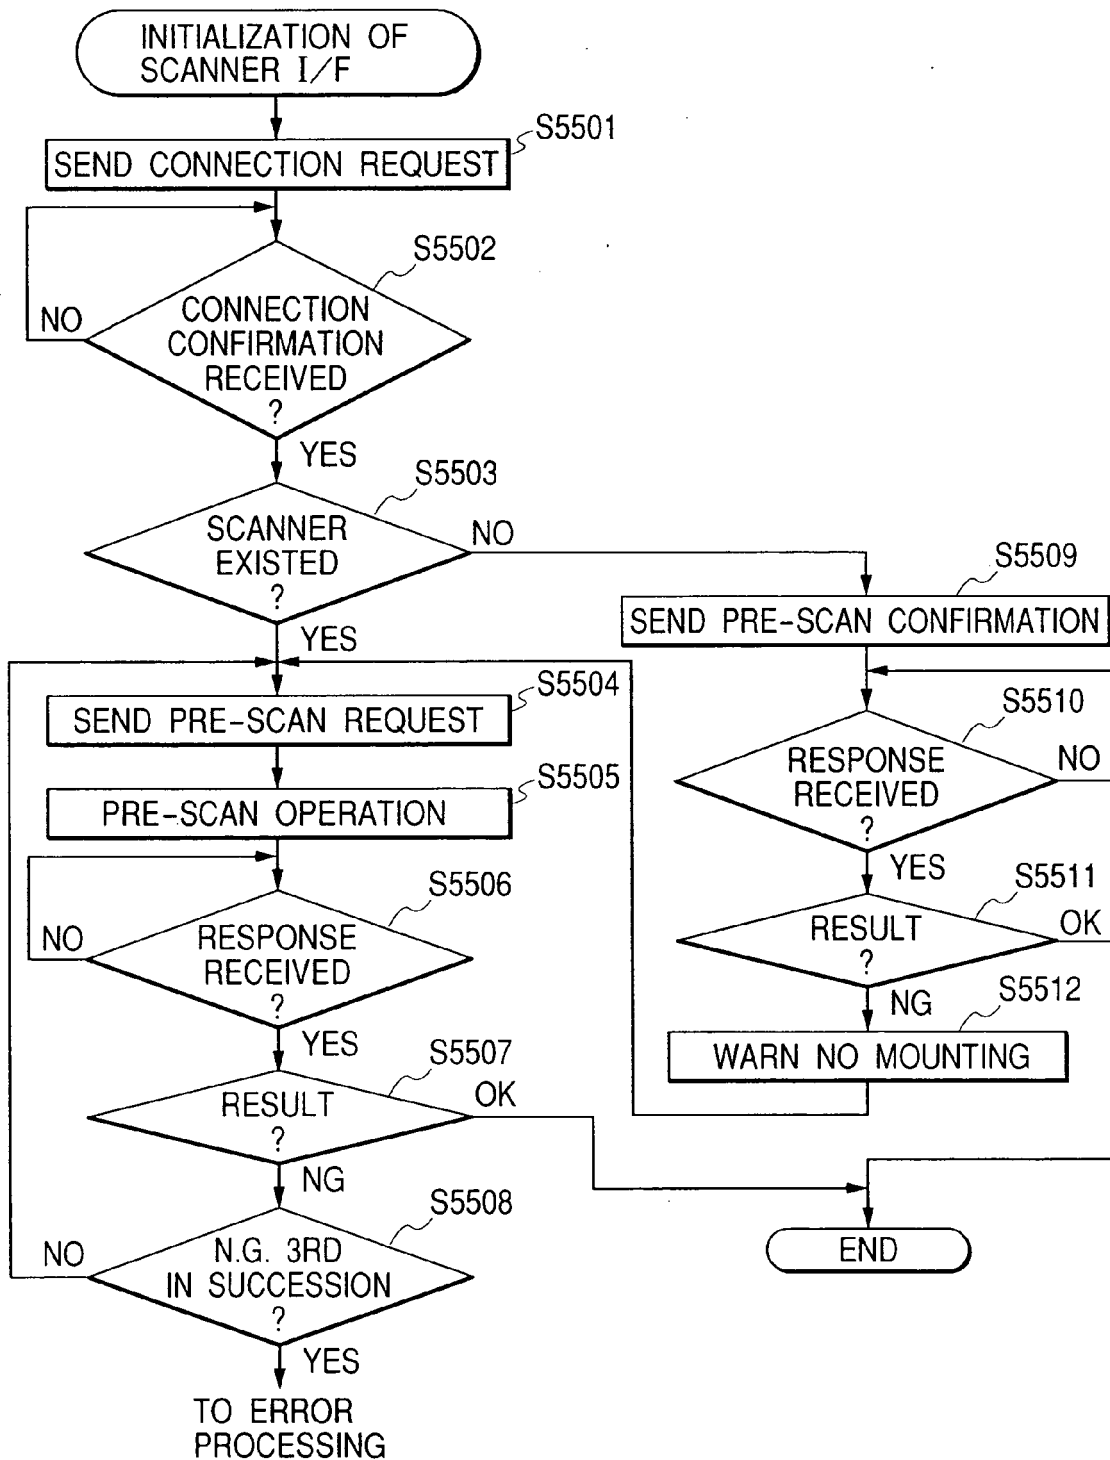 INITIALIZATION OF
SCANNER I/F
S5501
SEND CONNECTION REQUEST
S5502
CONNECTION
CONFIRMATION
RECEIVED
?
NO
YES
S5503
SCANNER
EXISTED
?
NO
YES
S5504
SEND PRE-SCAN REQUEST
S5505
PRE-SCAN OPERATION
S5506
RESPONSE
RECEIVED
?
NO
YES
S5507
RESULT
?
OK
NG
S5508
N.G. 3RD
IN SUCCESSION
?
NO
YES
TO ERROR
PROCESSING
S5509
SEND PRE-SCAN CONFIRMATION
S5510
RESPONSE
RECEIVED
?
NO
YES
S5511
RESULT
?
OK
NG
S5512
WARN NO MOUNTING
END